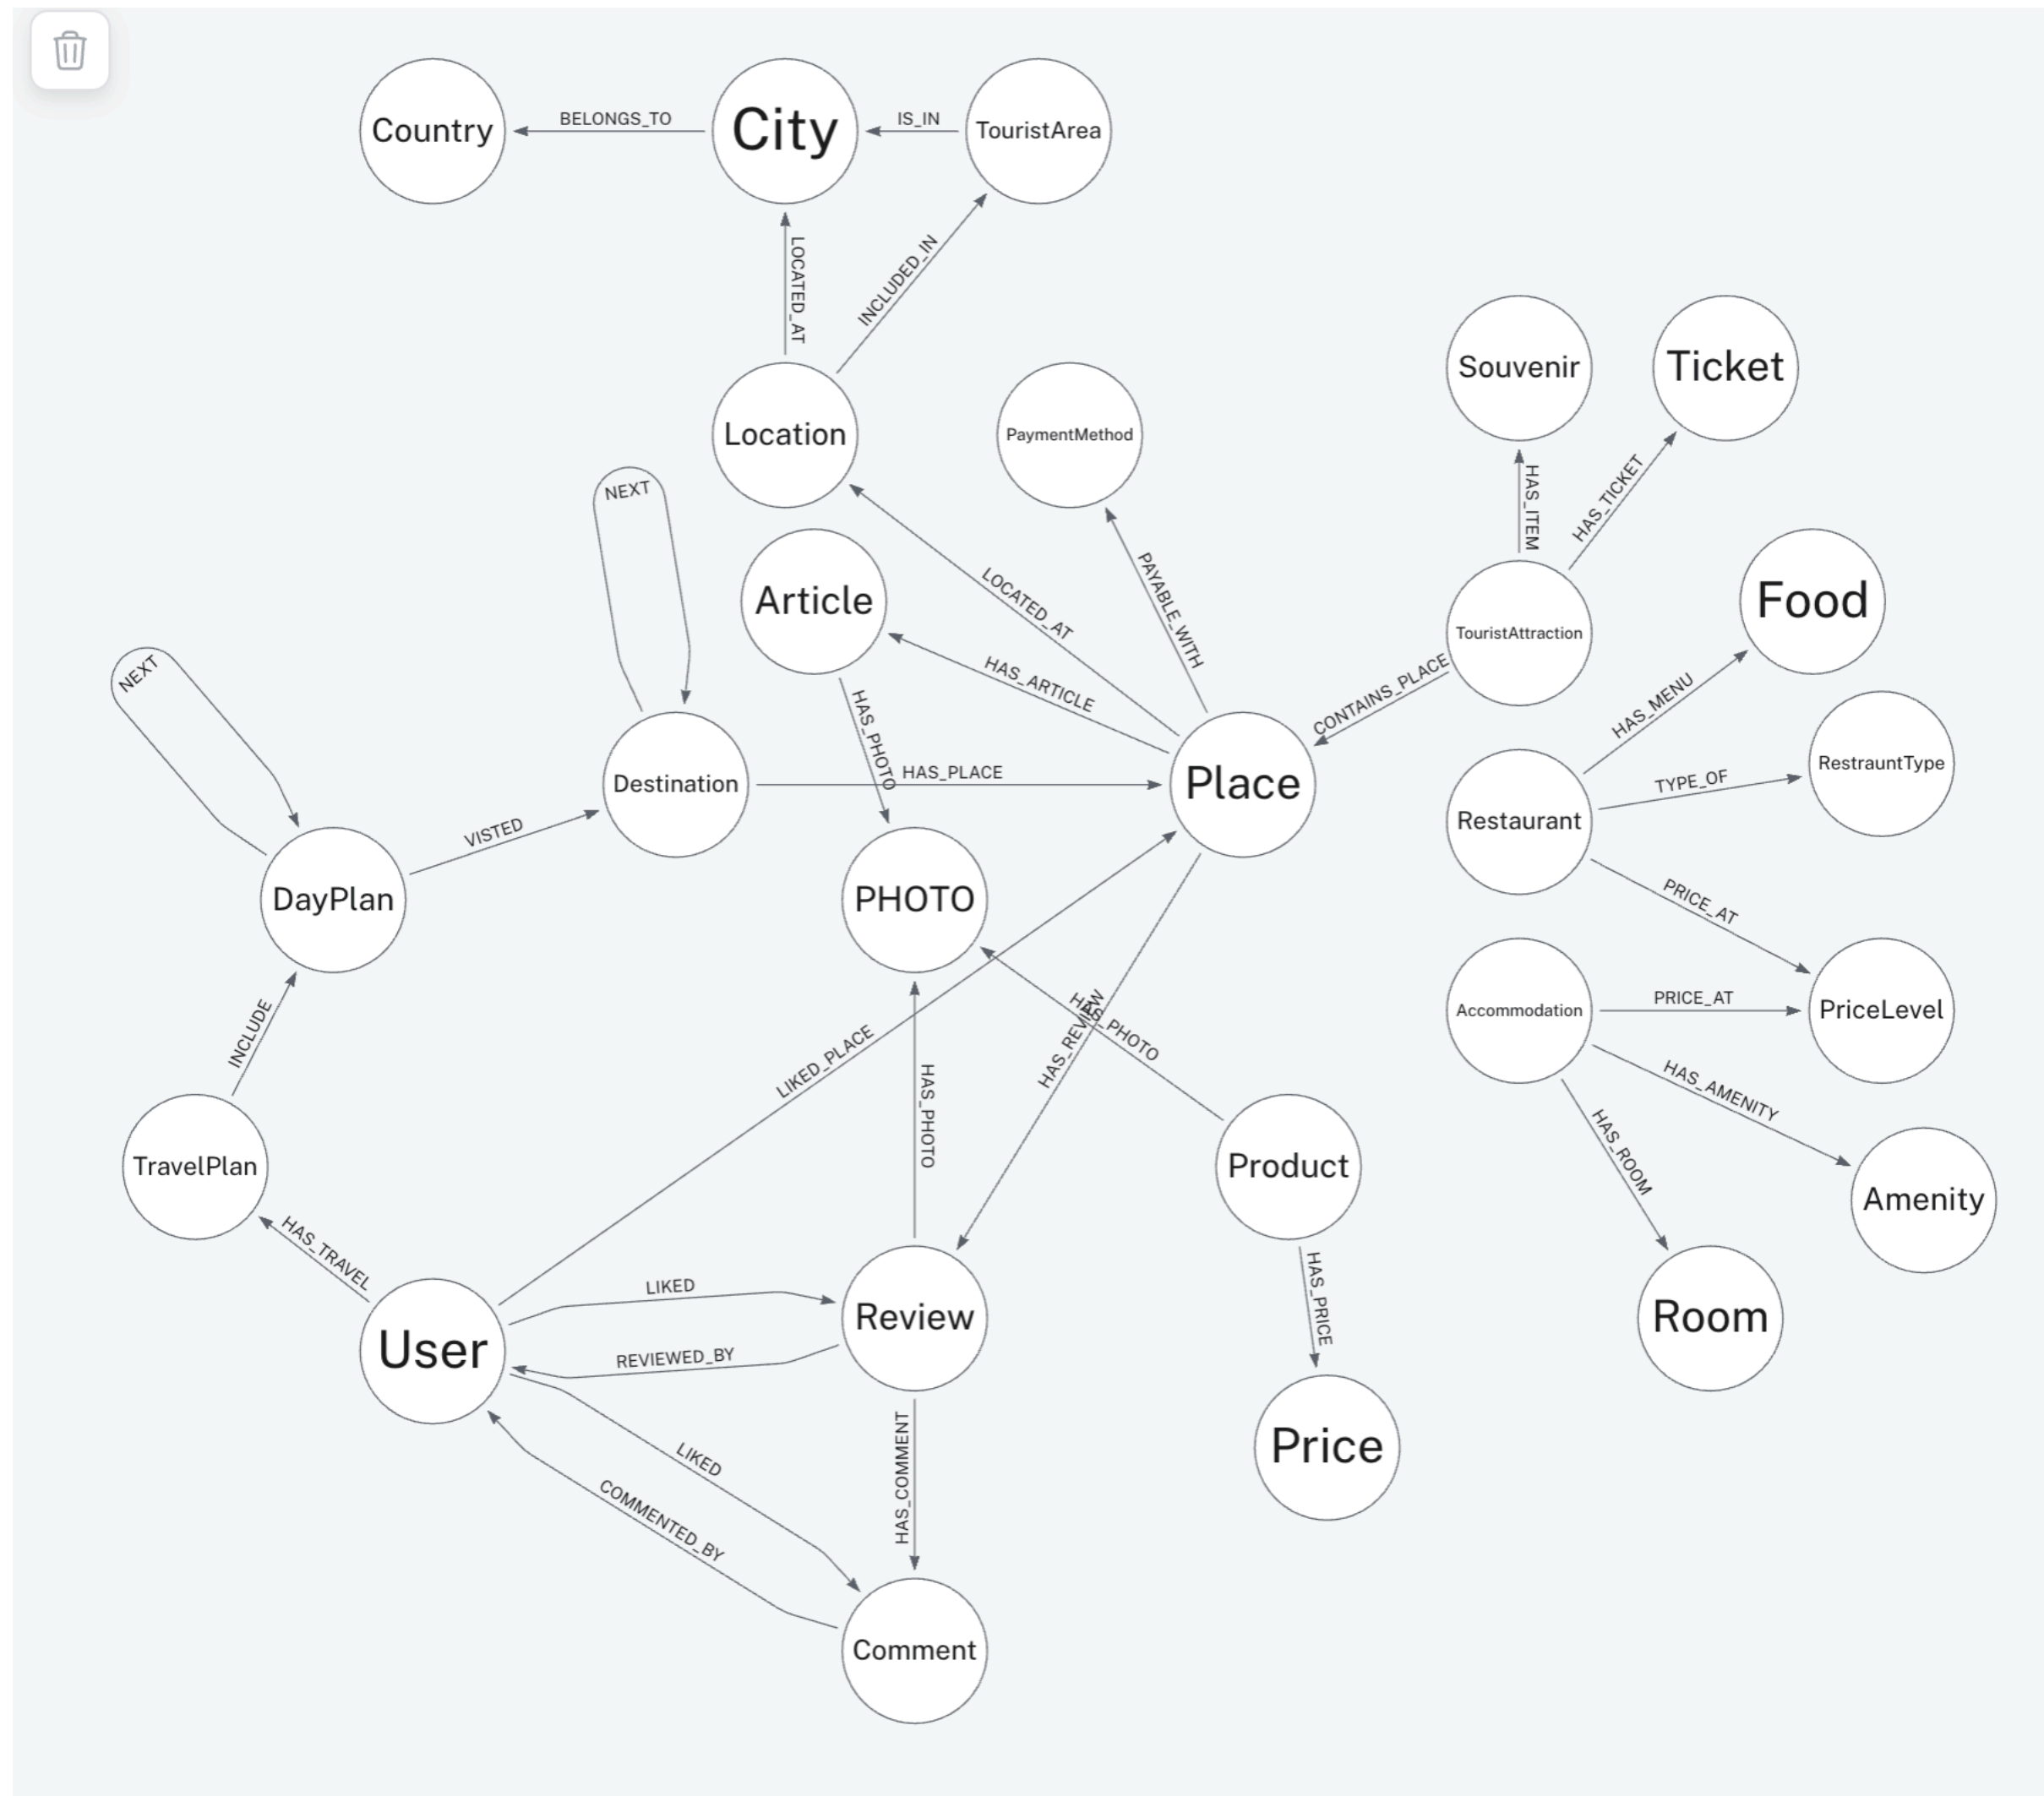 Country
BELONGS_TO
City
IS_IN
TouristArea
LOCATED_AT
INCLUDED_IN
Location
PaymentMethod
Souvenir
Ticket
NEXT
HAS_ITEM
HAS_TICKET
Article
LOCATED_AT
PAYABLE_WITH
TouristAttraction
Food
HAS_ARTICLE
CONTAINS_PLACE
HAS_MENU
NEXT
HAS_PHOTO
Destination
HAS_PLACE
Place
Restaurant
TYPE_OF
RestrauntType
VISTED
DayPlan
PHOTO
PRICE_AT
INCLUDE
LIKED_PLACE
HAS_REVIEW
HAS_PHOTO
Accommodation
PRICE_AT
PriceLevel
HAS_PHOTO
HAS_AMENITY
TravelPlan
Product
HAS_ROOM
Amenity
HAS_TRAVEL
LIKED
Review
HAS_PRICE
Room
User
REVIEWED_BY
LIKED
HAS_COMMENT
Price
COMMENTED_BY
Comment